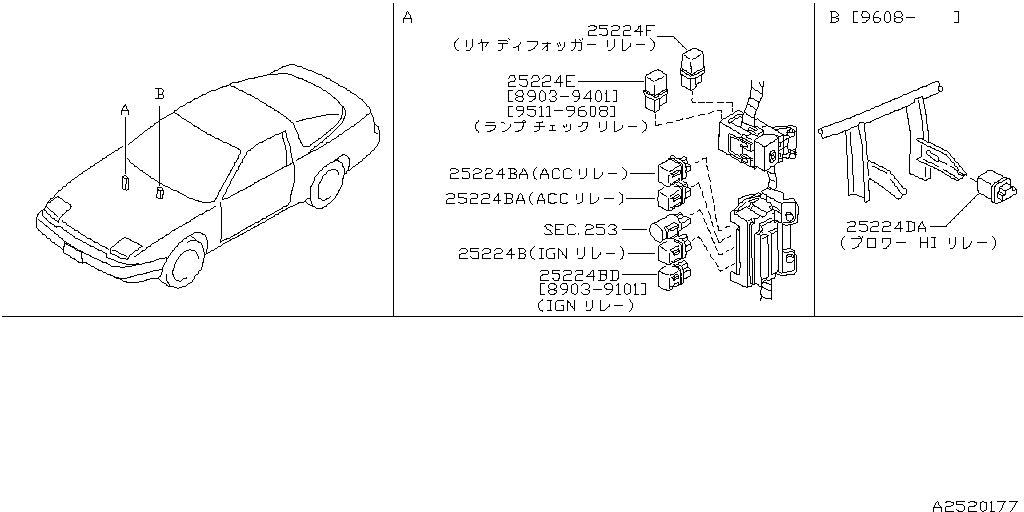 A
B
A
25224F
(リヤ ディフォッガー リレー)
25224E
[8903-9401]
[9511-9608]
(ランプ チェック リレー)
25224BA(ACC リレー)
25224BA(ACC リレー)
SEC.253
25224B(IGN リレー)
25224BD
[8903-9101]
(IGN リレー)
B [9608-    ]
25224DA
(ブロワー HI リレー)
A2520177